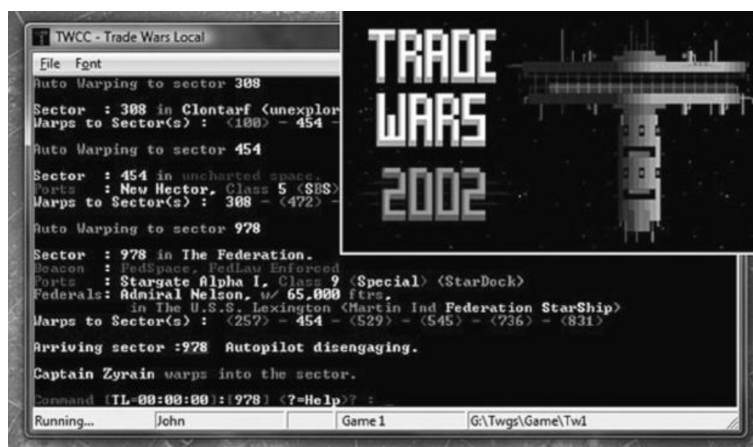 TWCC - Trade Wars Local
File Font
Auto Warping to sector 308
Sector : 308 in Clontarf (unexplor
Warps to Sector(s) : (100) - 454 -
Auto Warping to sector 454
Sector : 454 in uncharted space.
Ports : New Hector, Class 5 (SBS)
Warps to Sector(s) : 308 - (472) -
Auto Warping to sector 978
Sector : 978 in The Federation.
Beacon : FedSpace, FedLaw Enforced
Ports : Stargate Alpha I, Class 9 (Special) (StarDock)
Federals: Admiral Nelson, w/ 65,000 ftrs,
in The U.S.S. Lexington (Martin Ind Federation StarShip)
Warps to Sector(s) : (257) - 454 - (529) - (545) - (736) - (831)
Arriving sector :978 Autopilot disengaging.
Captain Zyrain warps into the sector.
Command [TL=00:00:00]:[978] (?=Help)? : _
Running... John Game 1 G:\Twgs\Game\Tw1
TRADE
WARS
2002